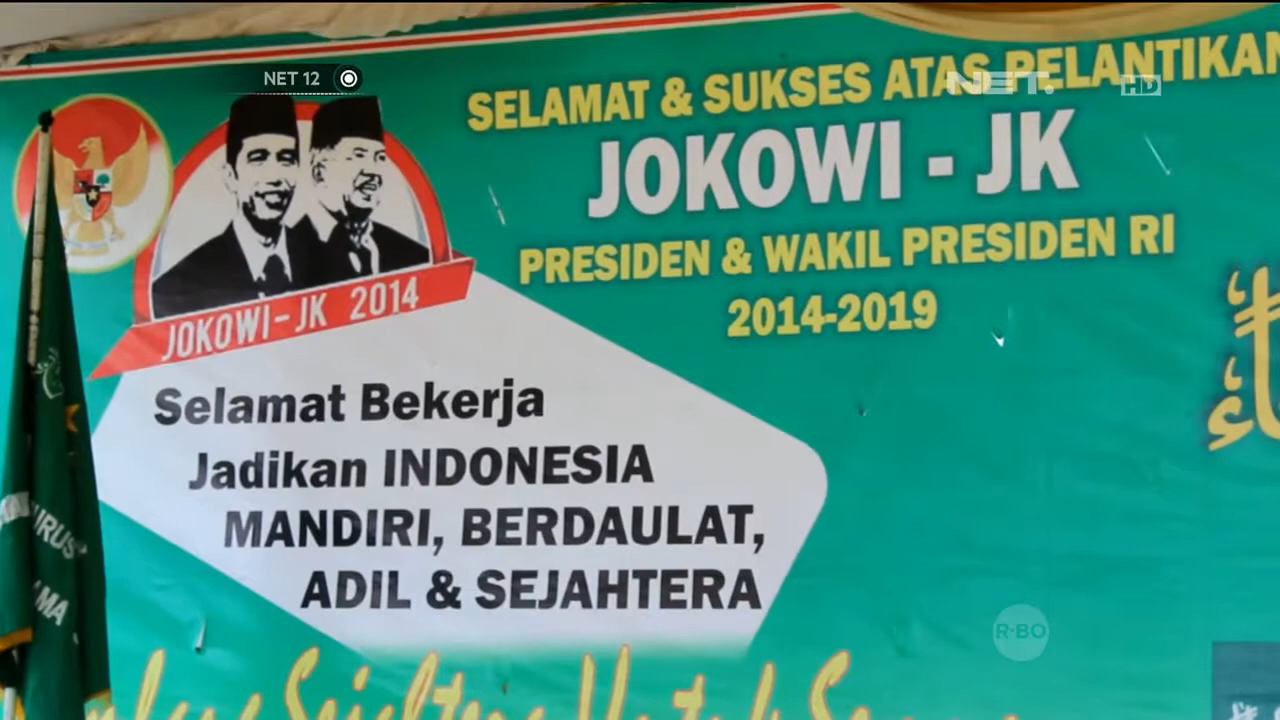 NET 12
NET. HD
SELAMAT & SUKSES ATAS PELANTIKAN
JOKOWI - JK
PRESIDEN & WAKIL PRESIDEN RI
2014-2019
JOKOWI-JK 2014
Selamat Bekerja
Jadikan INDONESIA
MANDIRI, BERDAULAT,
ADIL & SEJAHTERA
R-BO